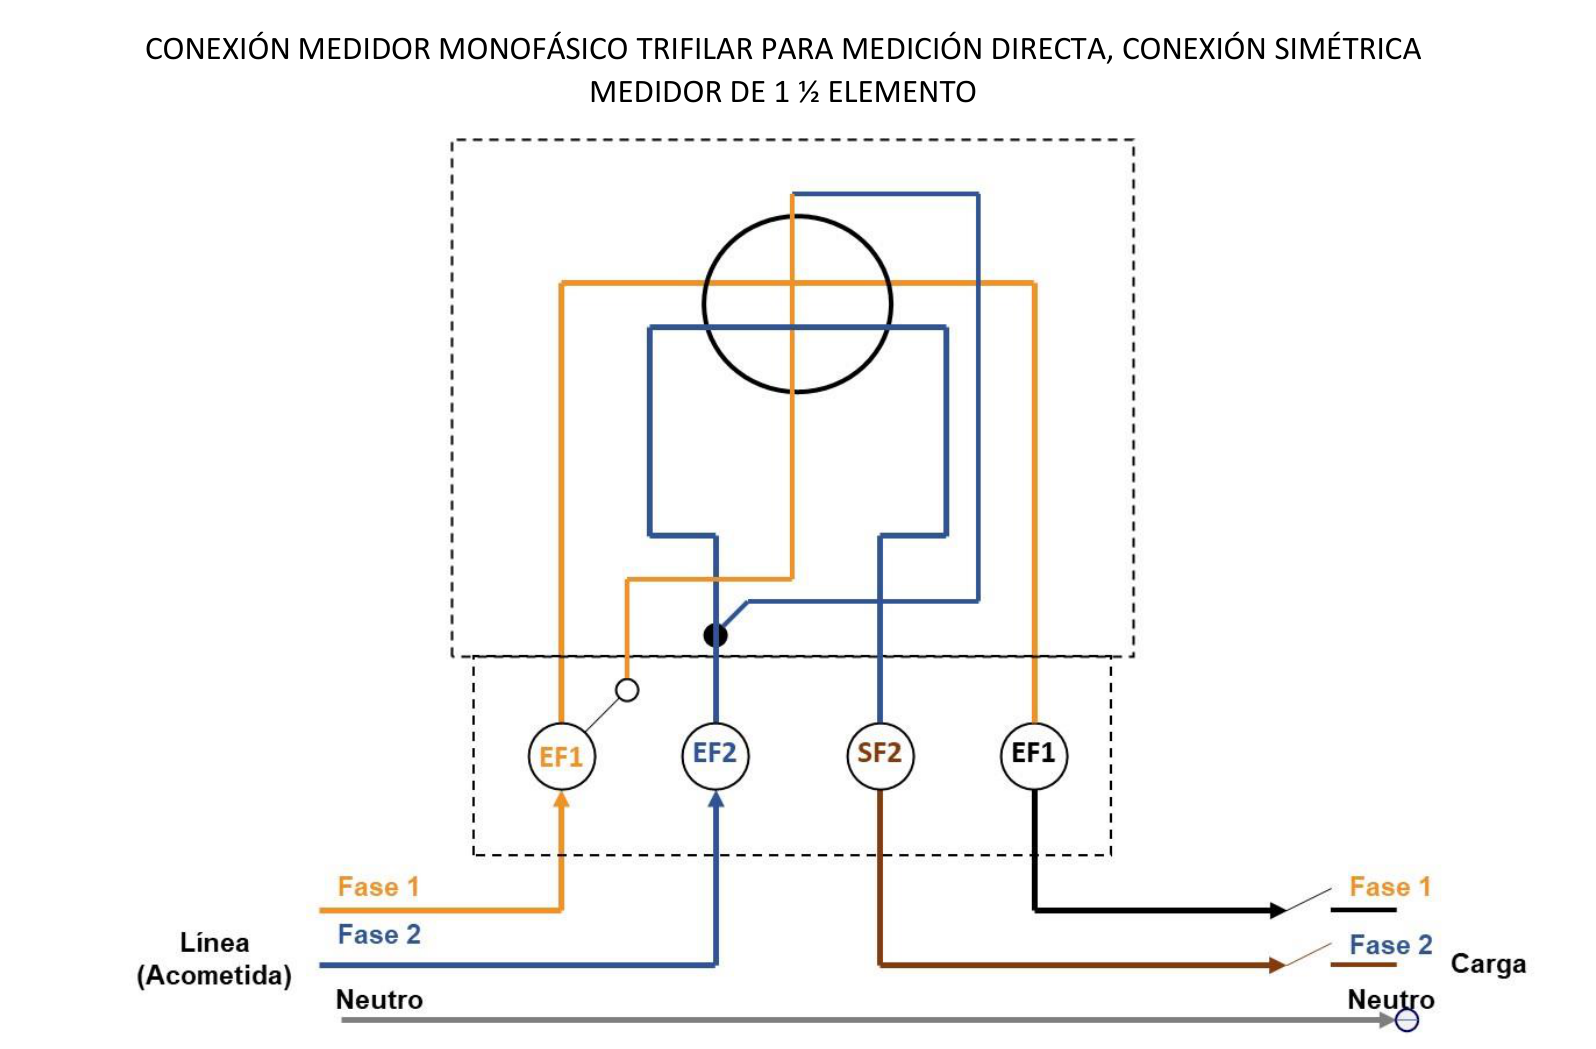 CONEXIÓN MEDIDOR MONOFÁSICO TRIFILAR PARA MEDICIÓN DIRECTA, CONEXIÓN SIMÉTRICA
MEDIDOR DE 1 ½ ELEMENTO
EF1
EF2
SF2
EF1
Fase 1
Fase 2
Línea
(Acometida)
Neutro
Fase 1
Fase 2
Carga
Neutro